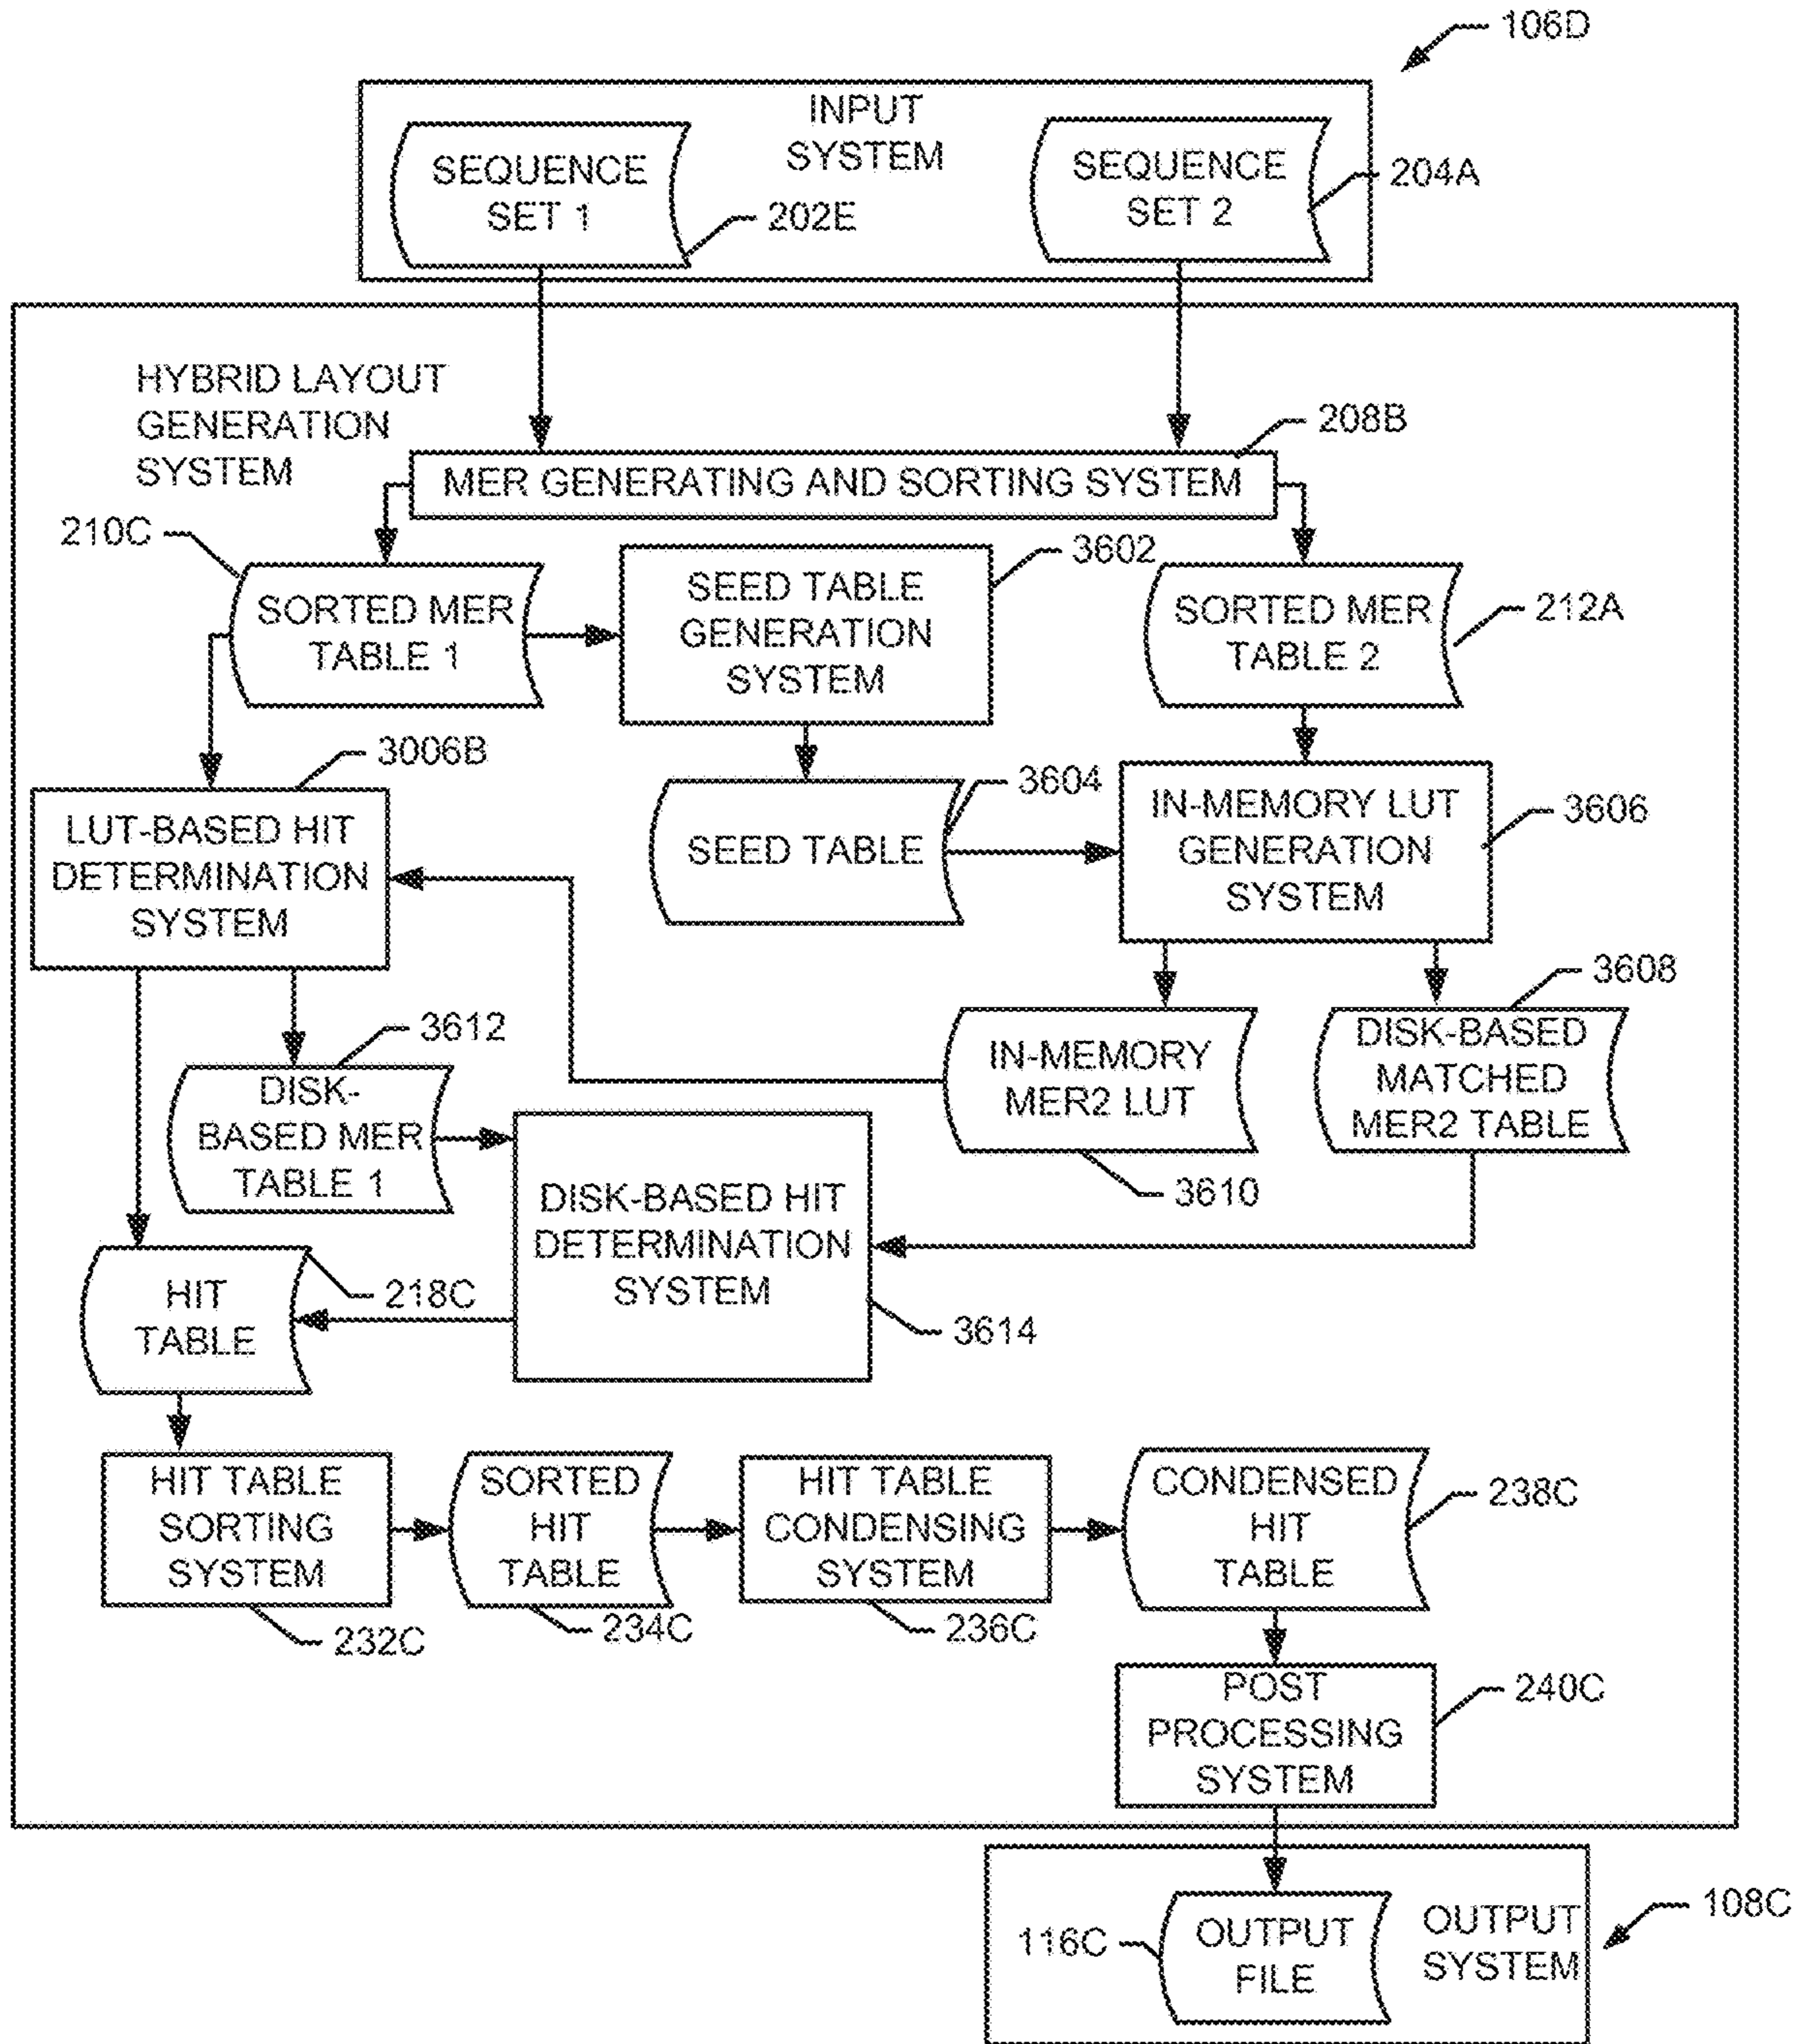 106D
INPUT
SYSTEM
SEQUENCE
SET 1
202E
SEQUENCE
SET 2
204A
HYBRID LAYOUT
GENERATION
SYSTEM
208B
MER GENERATING AND SORTING SYSTEM
210C
SORTED MER
TABLE 1
SEED TABLE
GENERATION
SYSTEM
3602
SORTED MER
TABLE 2
212A
3006B
LUT-BASED HIT
DETERMINATION
SYSTEM
SEED TABLE
3604
IN-MEMORY LUT
GENERATION
SYSTEM
3606
3608
3612
DISK-
BASED MER
TABLE 1
IN-MEMORY
MER2 LUT
3610
DISK-BASED
MATCHED
MER2 TABLE
DISK-BASED HIT
DETERMINATION
SYSTEM
3614
HIT
TABLE
218C
HIT TABLE
SORTING
SYSTEM
232C
SORTED
HIT
TABLE
234C
HIT TABLE
CONDENSING
SYSTEM
236C
CONDENSED
HIT
TABLE
238C
POST
PROCESSING
SYSTEM
240C
116C
OUTPUT
FILE
OUTPUT
SYSTEM
108C